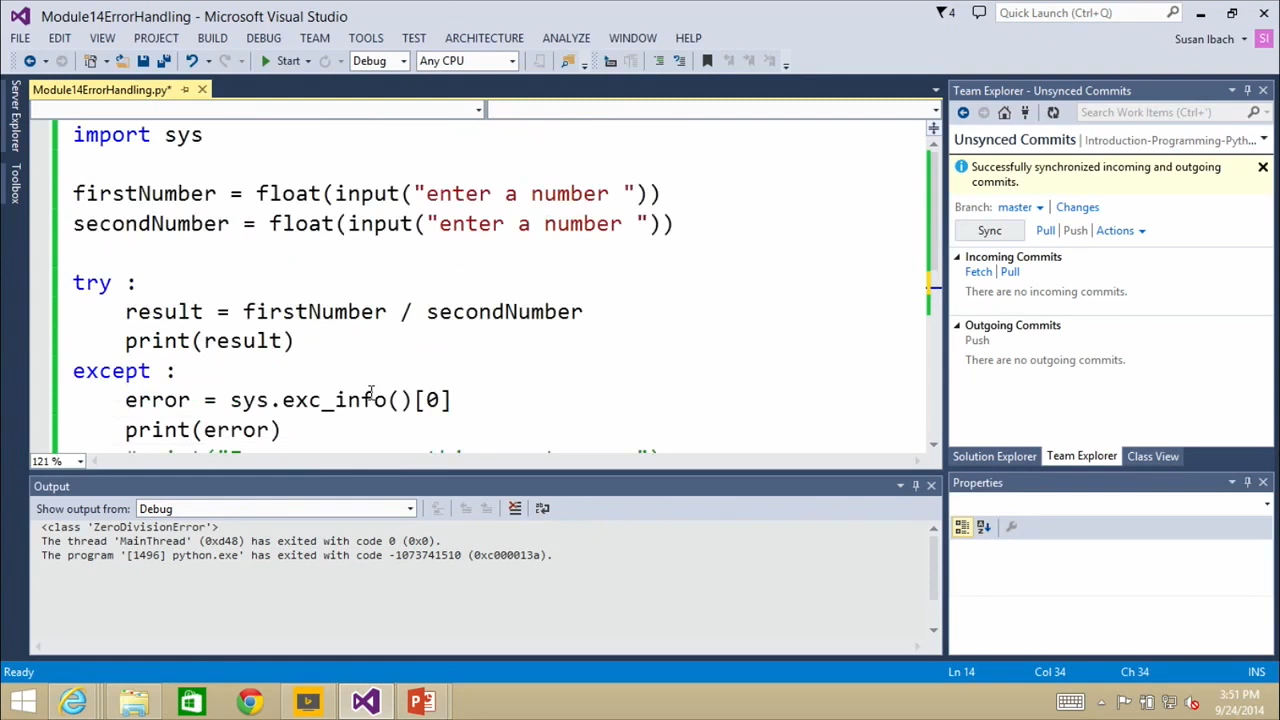 Module14ErrorHandling - Microsoft Visual Studio
4
Quick Launch (Ctrl+Q)
FILE EDIT VIEW PROJECT BUILD DEBUG TEAM TOOLS TEST ARCHITECTURE ANALYZE WINDOW HELP
Susan Ibach SI
Start Debug Any CPU
Server Explorer
Toolbox
Module14ErrorHandling.py*
import sys
firstNumber = float(input("enter a number "))
secondNumber = float(input("enter a number "))
try :
result = firstNumber / secondNumber
print(result)
except :
error = sys.exc_info()[0]
print(error)
121 %
Output
Show output from: Debug
<class 'ZeroDivisionError'>
The thread 'MainThread' (0xd48) has exited with code 0 (0x0).
The program '[1496] python.exe' has exited with code -1073741510 (0xc000013a).
Team Explorer - Unsynced Commits
Search Work Items (Ctrl+')
Unsynced Commits | Introduction-Programming-Pyth...
Successfully synchronized incoming and outgoing
commits.
Branch: master Changes
Sync Pull | Push | Actions
Incoming Commits
Fetch | Pull
There are no incoming commits.
Outgoing Commits
Push
There are no outgoing commits.
Solution Explorer Team Explorer Class View
Properties
Ready Ln 14 Col 34 Ch 34 INS
3:51 PM
9/24/2014